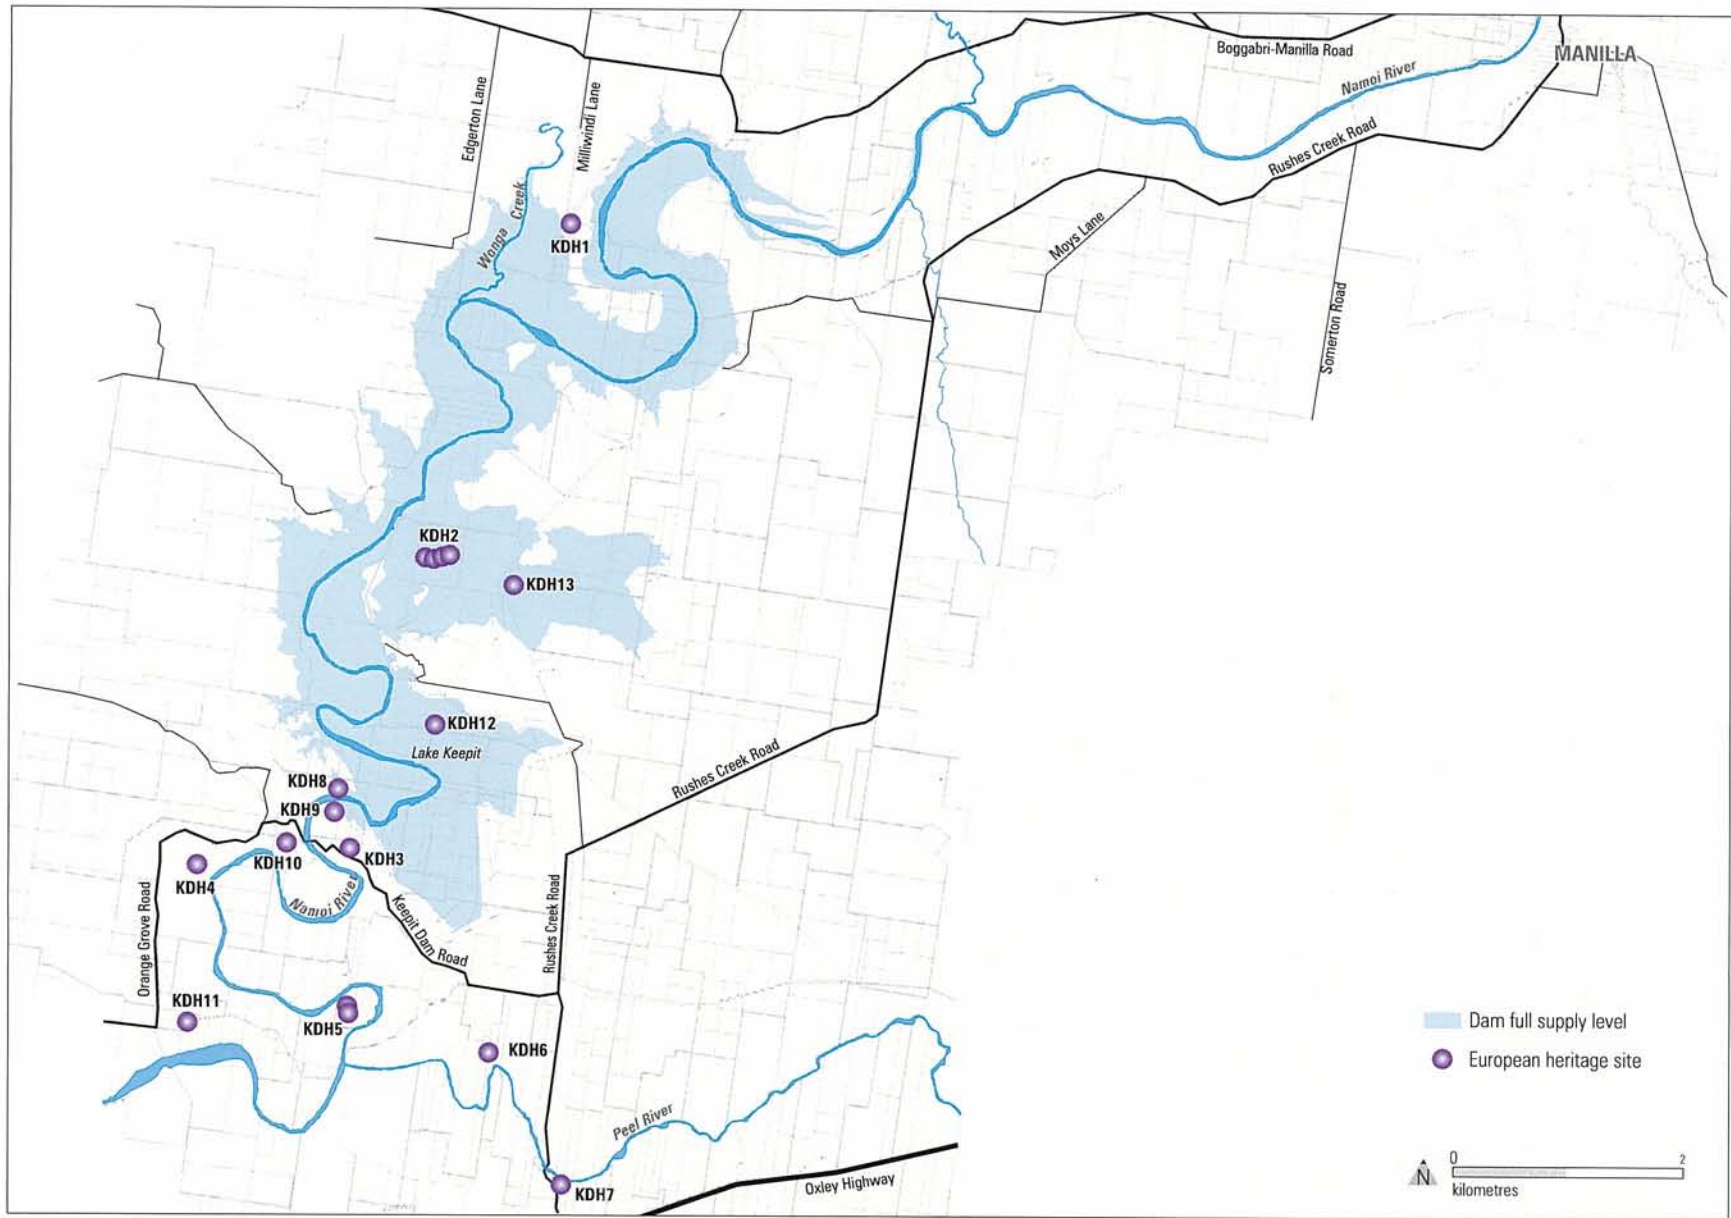 Boggabri-Manilla Road
MANILLA
Namoi River
Edgerton Lane
Milliwindi Lane
Rushes Creek Road
Wonga Creek
KDH1
Moys Lane
Somerton Road
KDH2
KDH13
KDH12
Lake Keepit
Rushes Creek Road
KDH8
KDH9
KDH10
KDH3
KDH4
Namoi River
Keepit Dam Road
Rushes Creek Road
Orange Grove Road
KDH11
KDH5
KDH6
Peel River
KDH7
Oxley Highway
Dam full supply level
European heritage site
N
0 2
kilometres